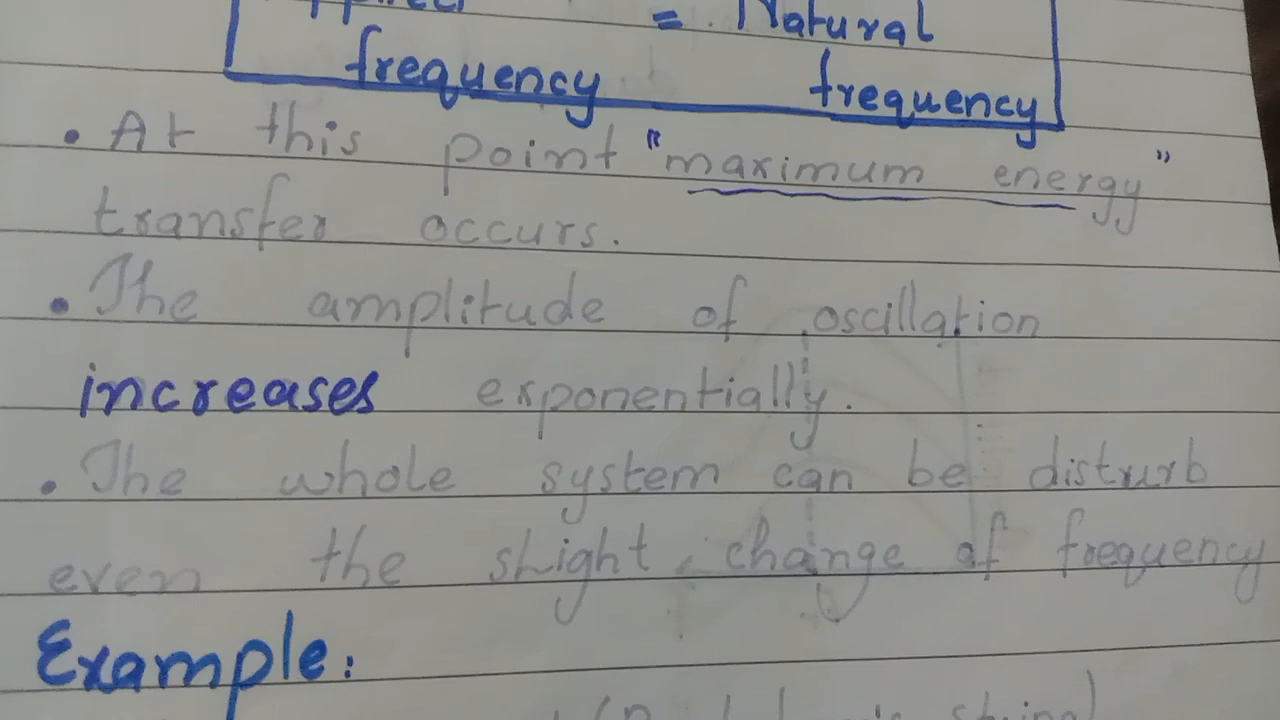 = Natural
frequency frequency
• At this point "maximum energy"
transfer occurs.
• The amplitude of oscillation
increases exponentially.
• The whole system can be disturb
even the slight change of frequency
Example:
string)